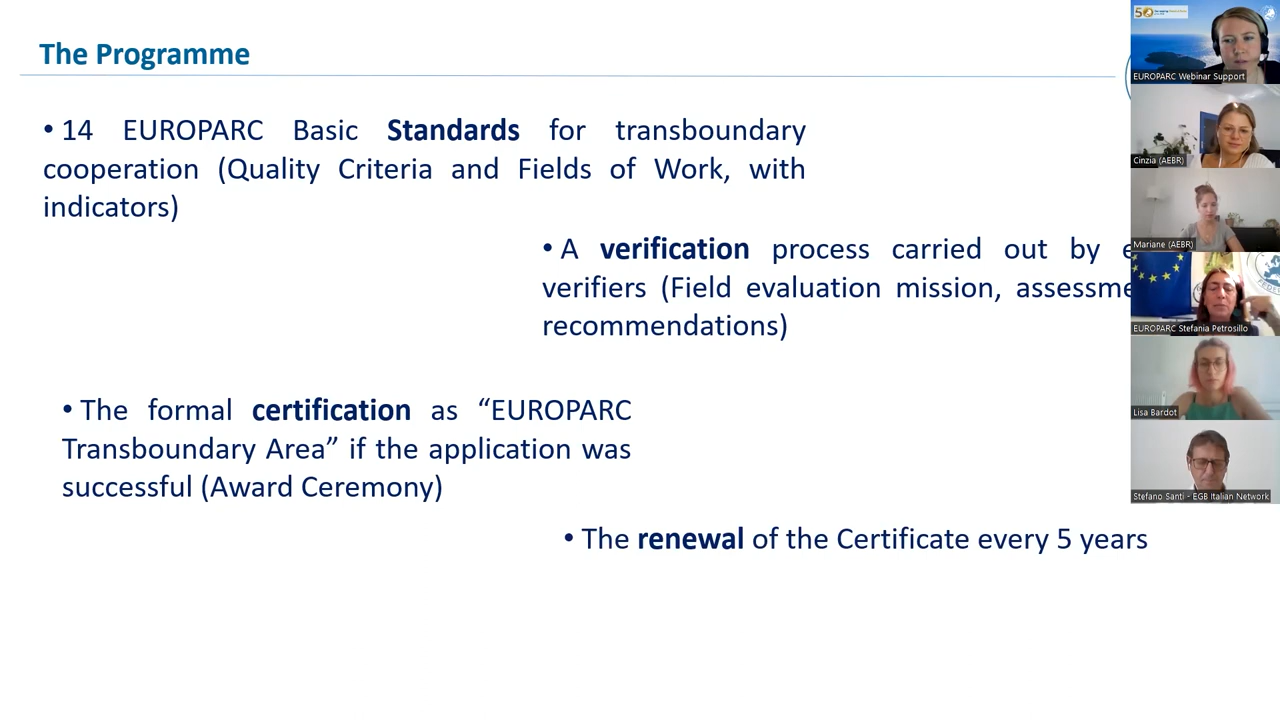 The Programme
• 14 EUROPARC Basic Standards for transboundary
cooperation (Quality Criteria and Fields of Work, with
indicators)
• A verification process carried out by
verifiers (Field evaluation mission,
recommendations)
• The formal certification as “EUROPARC
Transboundary Area” if the application was
successful (Award Ceremony)
• The renewal of the Certificate every 5 years
50
EUROPARC Webinar Support
Cinzia (AEBR)
Mariane (AEBR)
EUROPARC Stefania Petrosillo
Lisa Bardot
Stefano Santi - EGB Italian Network